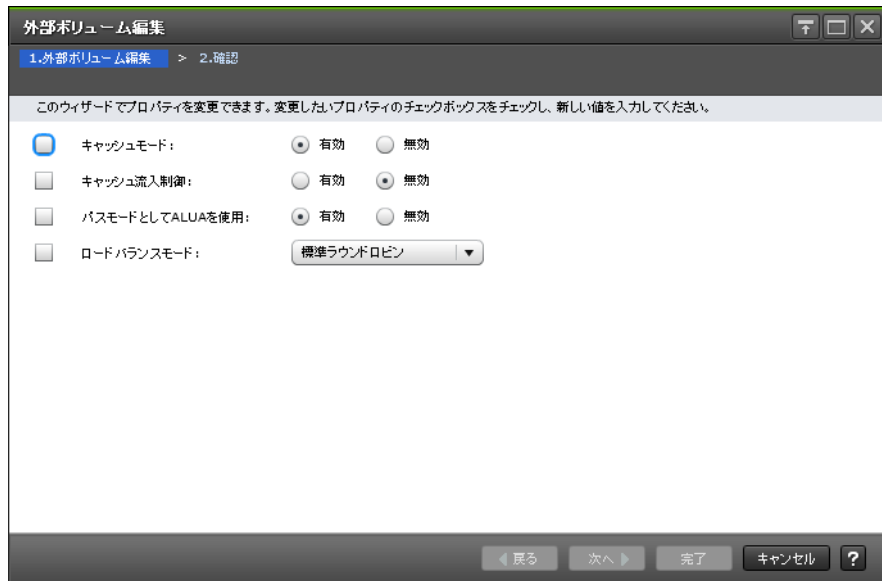 外部ボリューム編集
1.外部ボリューム編集 > 2.確認
このウィザードでプロパティを変更できます。変更したいプロパティのチェックボックスをチェックし、新しい値を入力してください。
キャッシュモード: 有効 無効
キャッシュ流入制御: 有効 無効
パスモードとしてALUAを使用: 有効 無効
ロードバランスモード: 標準ラウンドロビン
戻る 次へ 完了 キャンセル ?